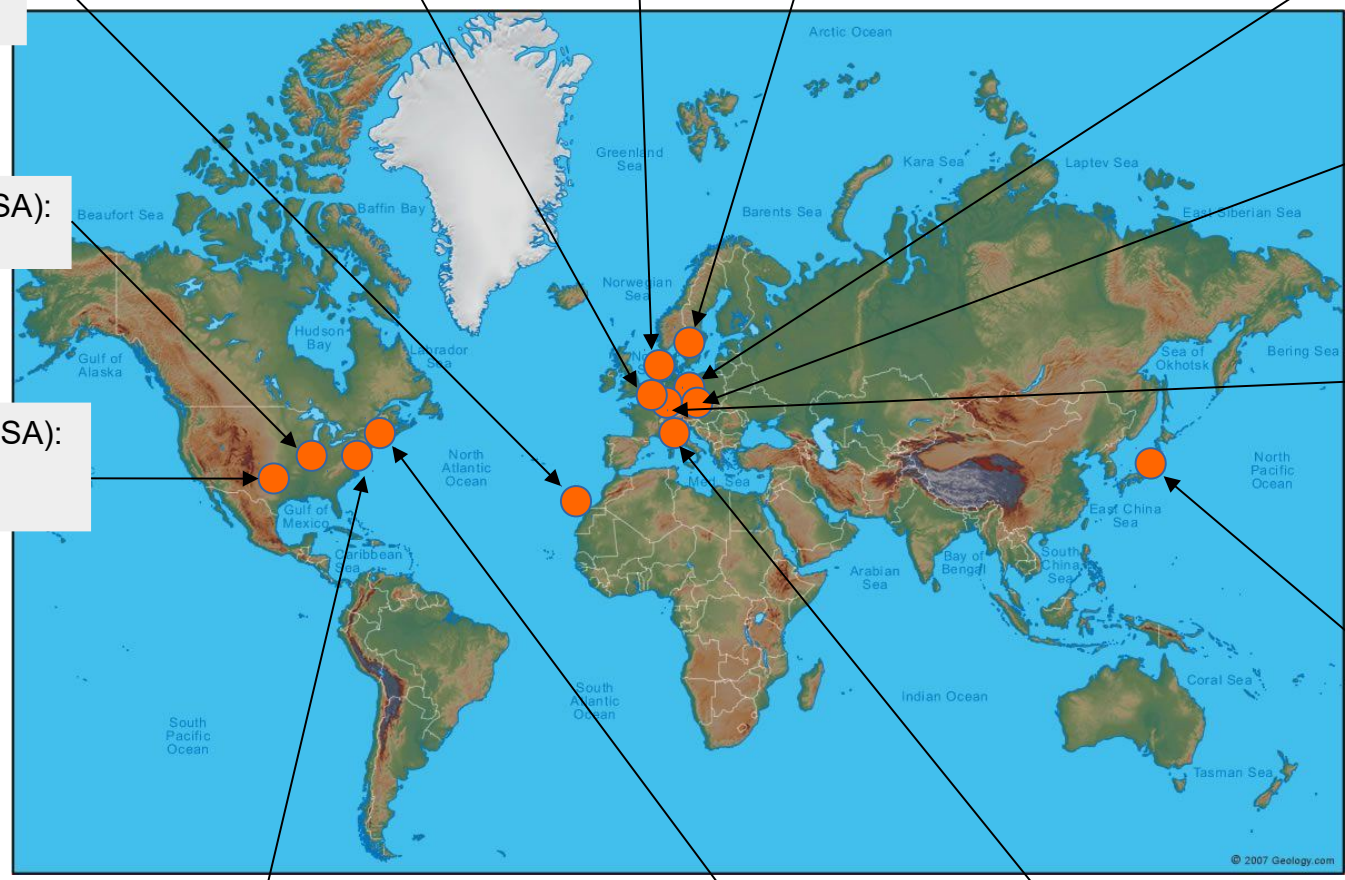 Arctic Ocean
Greenland
Sea
Kara Sea
Laptev Sea
SA):
Beaufort Sea
Baffin Bay
Barents Sea
East Siberian Sea
Norwegian
Sea
Hudson
Bay
Labrador
Sea
Gulf of
Alaska
Sea of
Okhotsk
Bering Sea
SA):
North
Atlantic
Ocean
North
Pacific
Ocean
Med. Sea
Gulf of
Mexico
East China
Sea
Caribbean
Sea
Arabian
Sea
Bay of
Bengal
South
China
Sea
South
Atlantic
Ocean
Indian Ocean
Coral Sea
South
Pacific
Ocean
Tasman Sea
© 2007 Geology.com